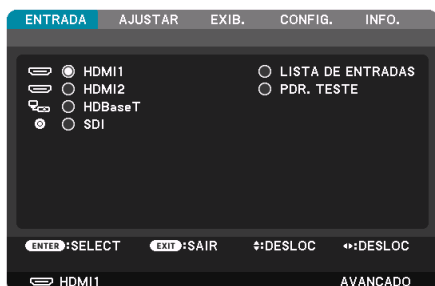 ENTRADA AJUSTAR EXIB. CONFIG. INFO.
HDMI1 LISTA DE ENTRADAS
HDMI2 PDR. TESTE
HDBaseT
SDI
ENTER :SELECT EXIT :SAIR :DESLOC :DESLOC
HDMI1 AVANCADO